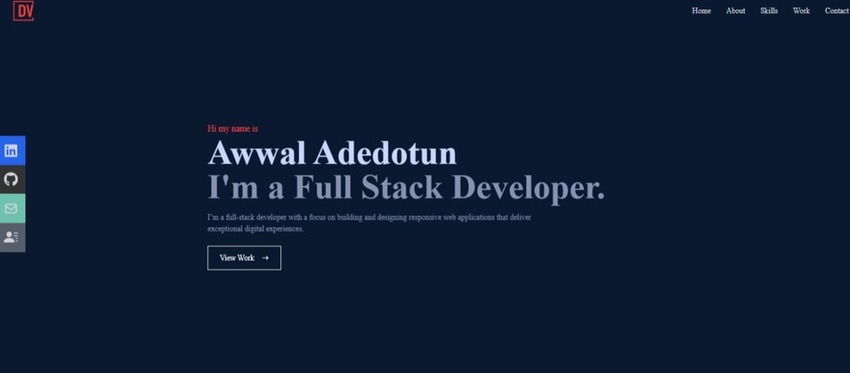 DV
Home About Skills Work Contact
Hi my name is
Awwal Adedotun
I'm a Full Stack Developer.
I'm a full-stack developer with a focus on building and designing responsive web applications that deliver
exceptional digital experiences.
in
View Work →